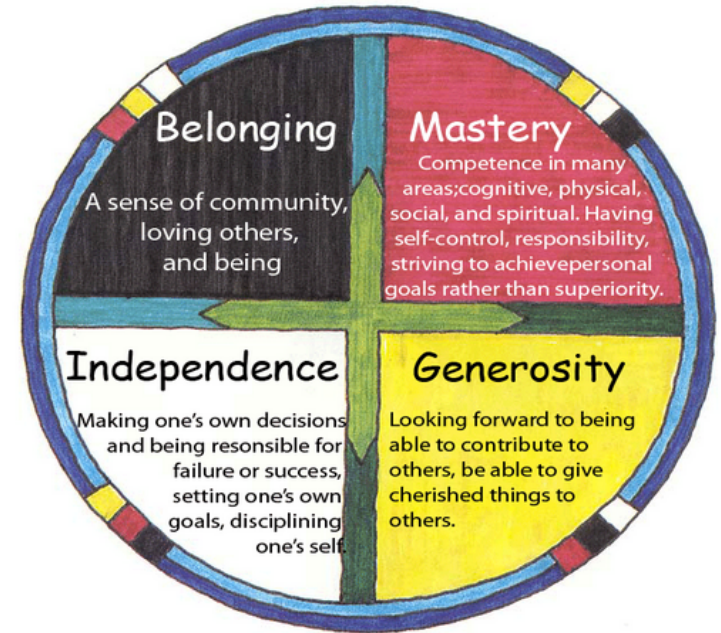 Belonging
A sense of community,
loving others,
and being
Mastery
Competence in many
areas;cognitive, physical,
social, and spiritual. Having
self-control, responsibility,
striving to achievepersonal
goals rather than superiority.
Independence
Making one's own decisions
and being resonsible for
failure or success,
setting one's own
goals, disciplining
one's self.
Generosity
Looking forward to being
able to contribute to
others, be able to give
cherished things to
others.